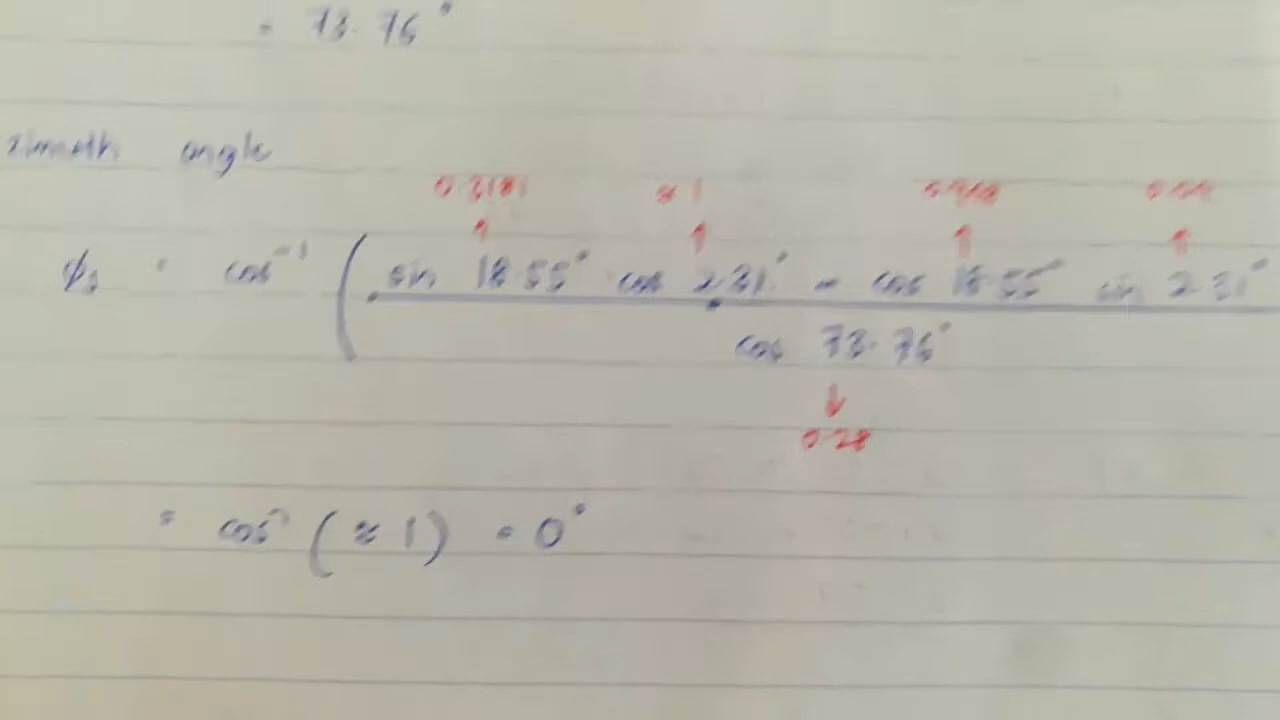 = 73.76°
zimuth angle
0.3181 ≈ 1 0.948 0.04
↑ ↑ ↑ ↑
φs = cos⁻¹ ( sin 18.55° cos 2.31° - cos 18.55° sin 2.31°
cos 73.76°
↓
0.28
= cos⁻¹ ( ≈ 1 ) = 0°